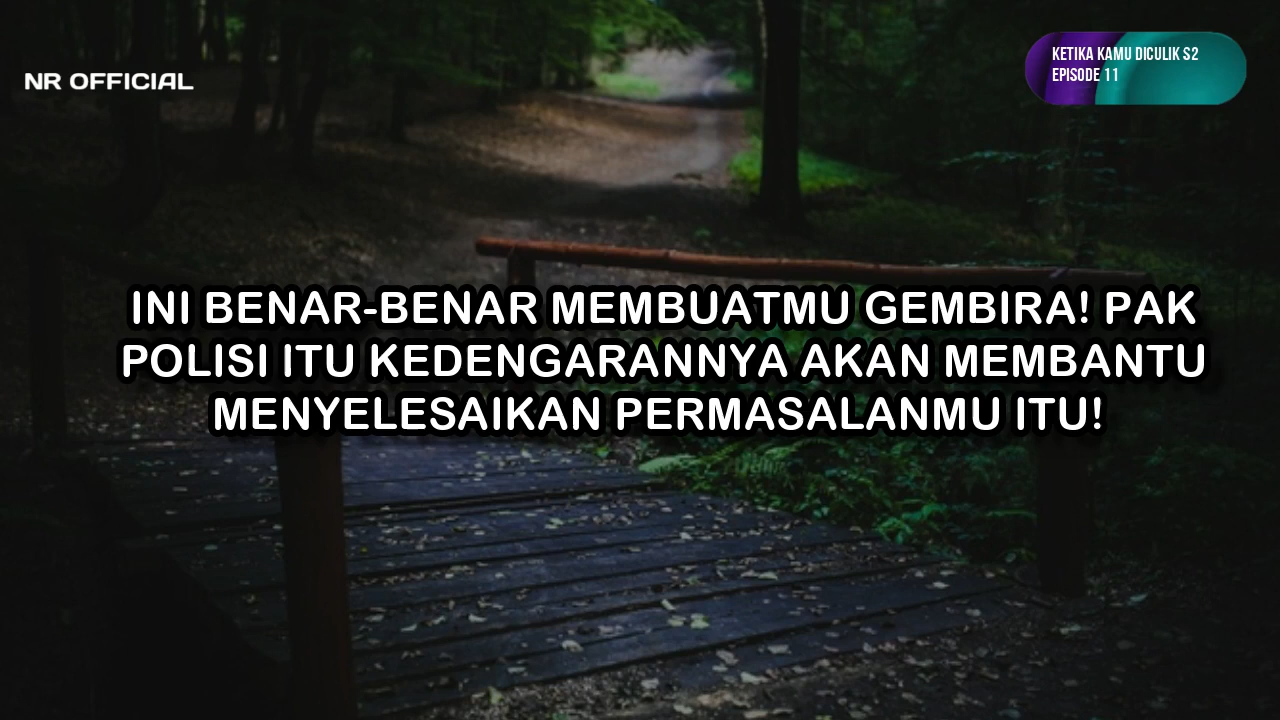 NR OFFICIAL
KETIKA KAMU DICULIK S2
EPISODE 11
INI BENAR-BENAR MEMBUATMU GEMBIRA! PAK
POLISI ITU KEDENGARANNYA AKAN MEMBANTU
MENYELESAIKAN PERMASALANMU ITU!